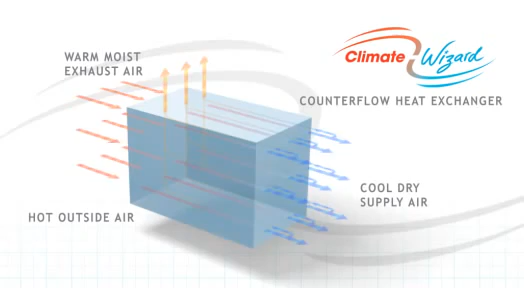 WARM MOIST
EXHAUST AIR
Climate Wizard
COUNTERFLOW HEAT EXCHANGER
COOL DRY
SUPPLY AIR
HOT OUTSIDE AIR